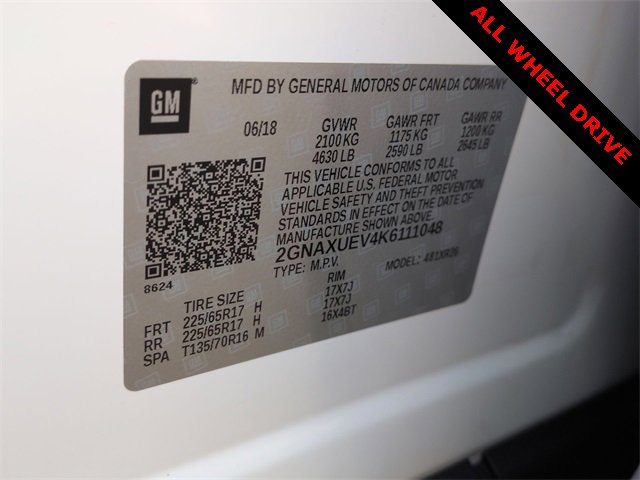 ALL WHEEL DRIVE
GM
MFD BY GENERAL MOTORS OF CANADA COMPANY
06/18 GVWR GAWR FRT GAWR RR
2100 KG 1175 KG 1200 KG
4630 LB 2590 LB 2645 LB
THIS VEHICLE CONFORMS TO ALL
APPLICABLE U.S. FEDERAL MOTOR
VEHICLE SAFETY AND THEFT PREVENTION
STANDARDS IN EFFECT ON THE DATE OF
MANUFACTURE SHOWN ABOVE.
2GNAXUEV4K6111048
TYPE: M.P.V. MODEL: 481XR26
8624
TIRE SIZE RIM
FRT 225/65R17 H 17X7J
RR 225/65R17 H 17X7J
SPA T135/70R16 M 16X4BT